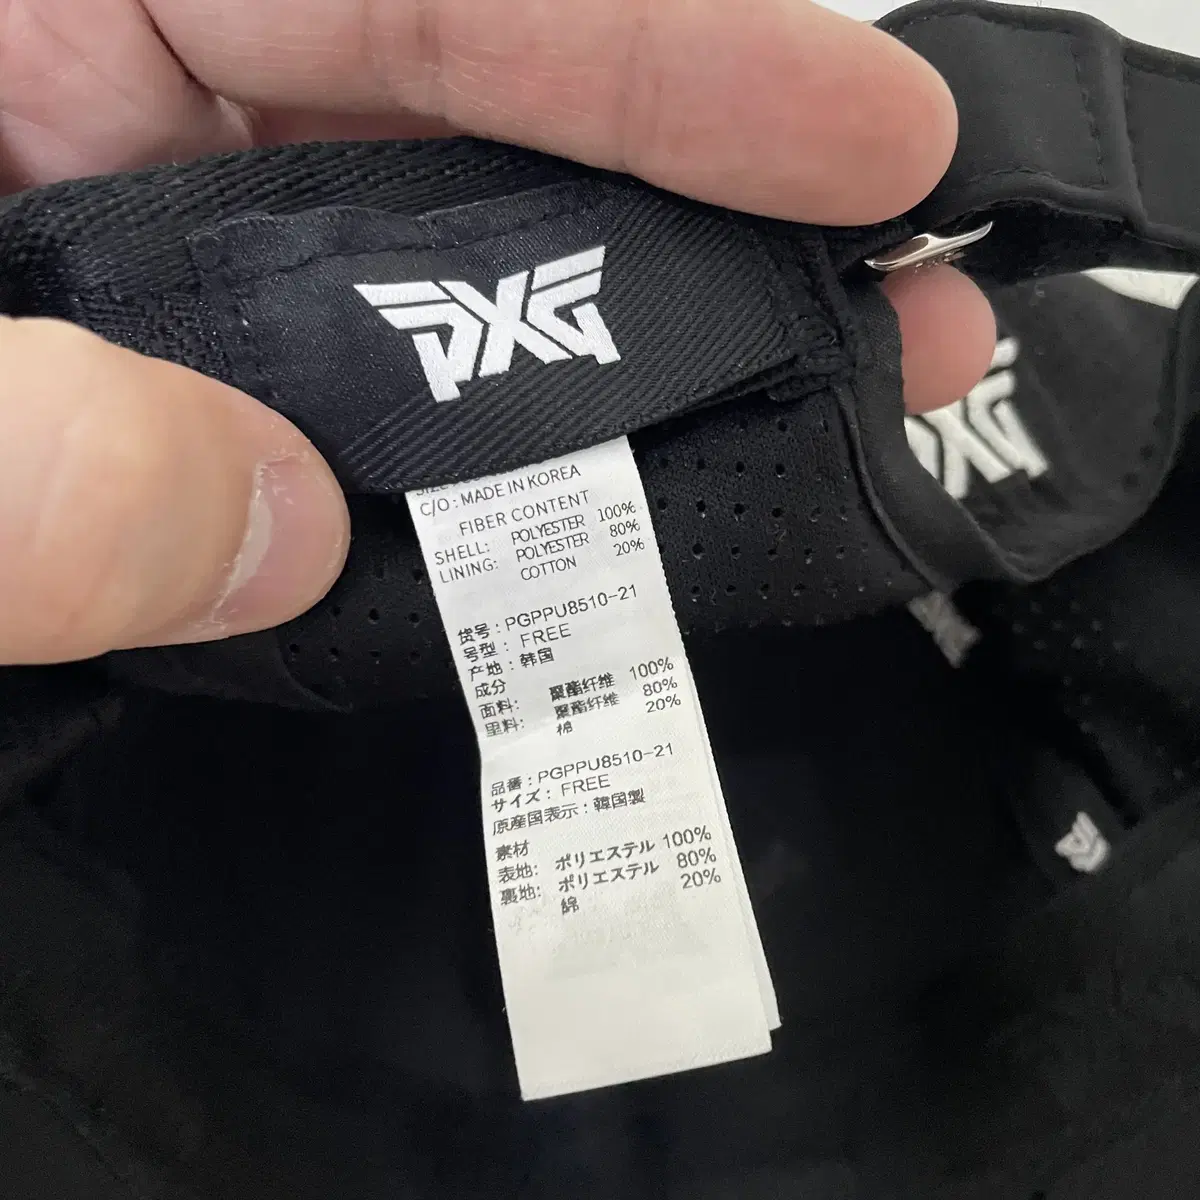 PXG
PXG
C/O : MADE IN KOREA
FIBER CONTENT
SHELL: POLYESTER 100%
LINING: POLYESTER 80%
COTTON 20%
货号 : PGPPU8510-21
号型 : FREE
产地 : 韩国
成分
面料: 聚酯纤维 100%
里料: 聚酯纤维 80%
棉 20%
品番 : PGPPU8510-21
サイズ : FREE
原産国表示 : 韓国製
素材
表地: ポリエステル 100%
裏地: ポリエステル 80%
綿 20%